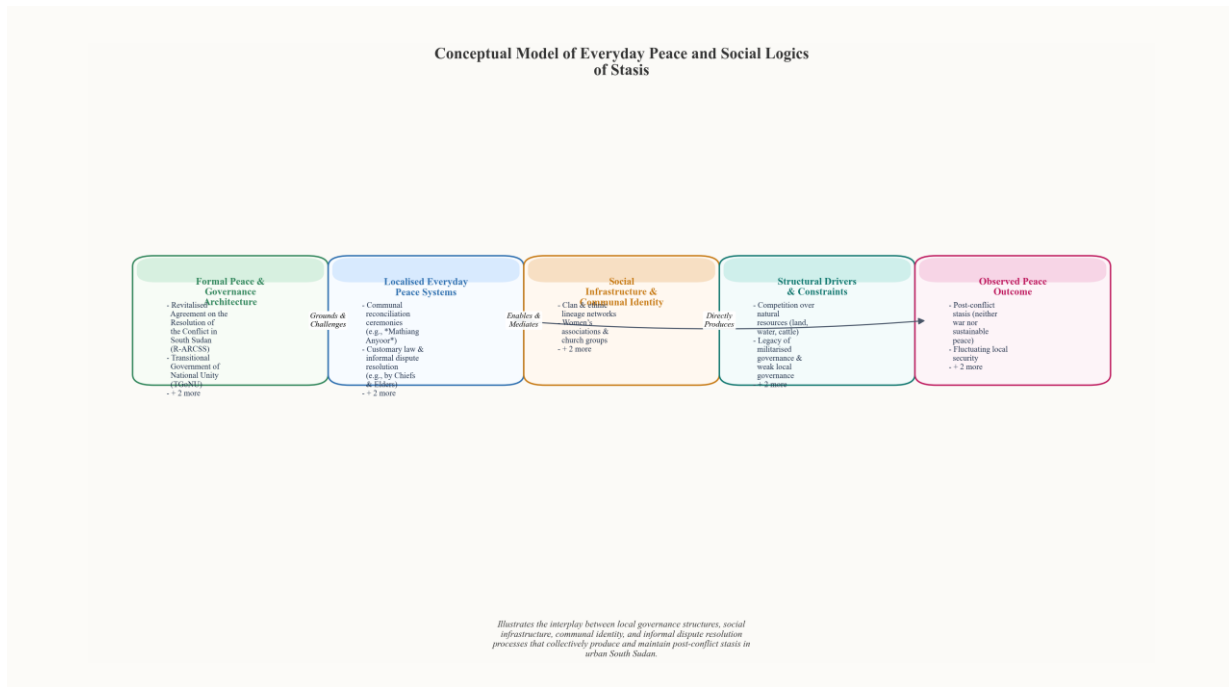 Conceptual Model of Everyday Peace and Social Logics
of Stasis
Formal Peace &
Governance
Architecture
- Revitalised
Agreement on the
Resolution of
the Conflict in
South Sudan
(R-ARCSS)
- Transitional
Government of
National Unity
(TGoNU)
- + 2 more
Grounds &
Challenges
Localised Everyday
Peace Systems
- Communal
reconciliation
ceremonies
(e.g., *Mathiang
Anyoor*)
- Customary law &
informal dispute
resolution
(e.g., by Chiefs
& Elders)
- + 2 more
Enables &
Mediates
Social
Infrastructure &
Communal Identity
- Clan & ethnic
lineage networks
- Women's
associations &
church groups
- + 2 more
Directly
Produces
Structural Drivers
& Constraints
- Competition over
natural
resources (land,
water, cattle)
- Legacy of
militarised
governance &
weak local
governance
- + 2 more
Observed Peace
Outcome
- Post-conflict
stasis (neither
war nor
sustainable
peace)
- Fluctuating local
security
- + 2 more
Illustrates the interplay between local governance structures, social
infrastructure, communal identity, and informal dispute resolution
processes that collectively produce and maintain post-conflict stasis in
urban South Sudan.